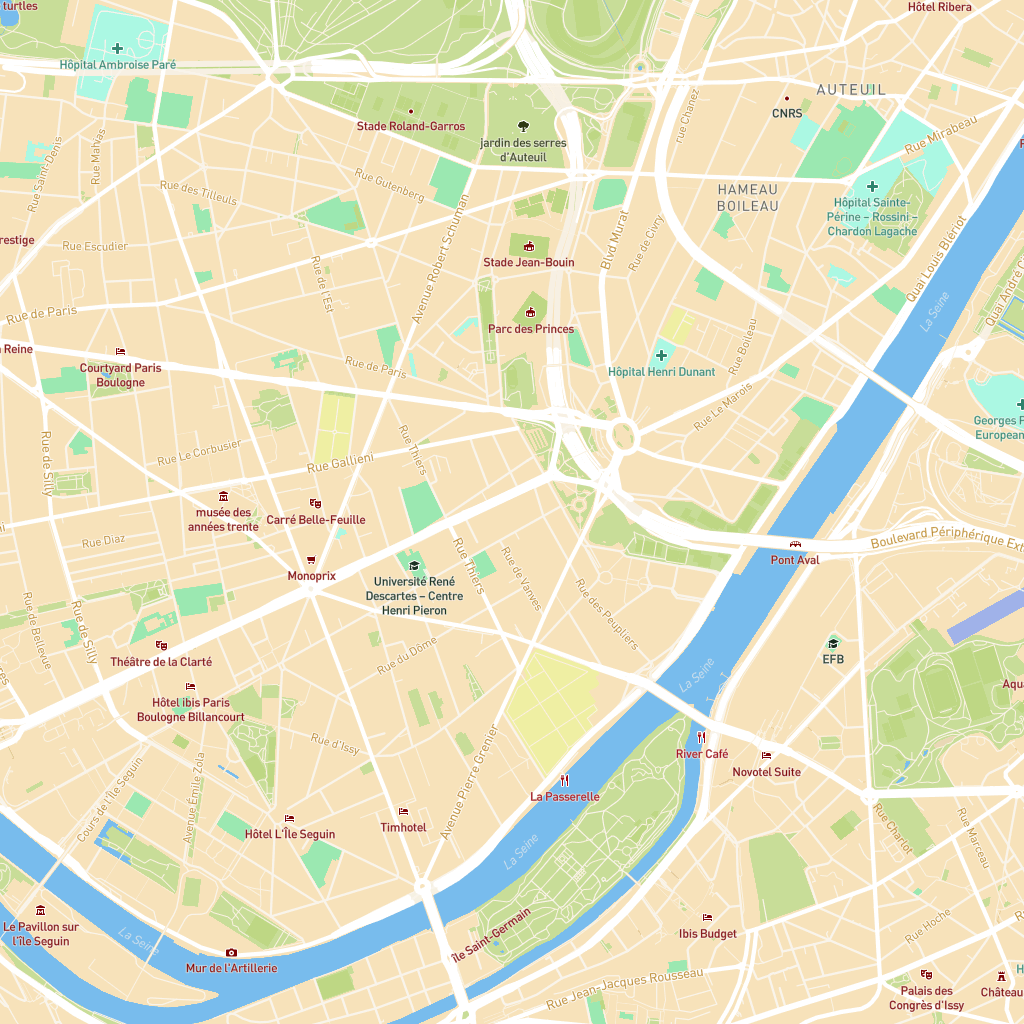 turtles
Hôtel Ribera
Hôpital Ambroise Paré
AUTEUIL
CNRS
Stade Roland-Garros
rue Chanez
jardin des serres
d'Auteuil
Rue Mirabeau
Rue Mahias
Rue Saint-Denis
Rue des Tilleuls
Rue Gutenberg
HAMEAU
BOILEAU
Hôpital Sainte-
Périne – Rossini –
Chardon Lagache
Rue Escudier
Avenue Robert Schuman
Blvd Murat
Rue de Civry
Stade Jean-Bouin
Quai Louis Blériot
Rue de l'Est
La Seine
Rue de Paris
Parc des Princes
Rue Boileau
Courtyard Paris
Boulogne
Rue de Paris
Hôpital Henri Dunant
Rue Le Marois
Rue de Silly
Rue Le Corbusier
Rue Thiers
Rue Gallieni
musée des
années trente
Carré Belle-Feuille
Rue Diaz
Boulevard Périphérique
Pont Aval
Monoprix
Université René
Descartes – Centre
Henri Pieron
Rue Thiers
Rue de Vanves
Rue des Peupliers
Rue de Bellevue
Rue de Silly
Théâtre de la Clarté
Rue du Dôme
EFB
La Seine
Hôtel ibis Paris
Boulogne Billancourt
Rue d'Issy
River Café
Novotel Suite
Avenue Pierre Grenier
Cours de l'Île Seguin
Avenue Émile Zola
La Passerelle
Timhotel
Hôtel L'Île Seguin
Rue Charlot
Rue Marceau
La Seine
Le Pavillon sur
l'île Seguin
La Seine
Île Saint-Germain
Ibis Budget
Rue Hoche
Mur de l'Artillerie
Rue Jean-Jacques Rousseau
Palais des
Congrès d'Issy
Château